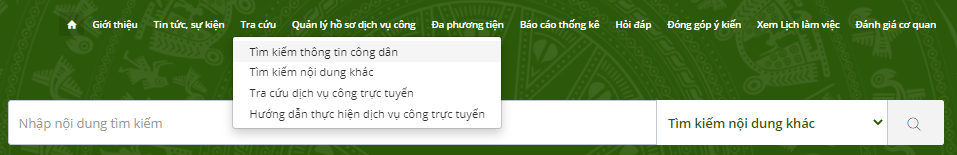 Giới thiệu Tin tức, sự kiện Tra cứu Quản lý hồ sơ dịch vụ công Đa phương tiện Báo cáo thống kê Hỏi đáp Đóng góp ý kiến Xem Lịch làm việc Đánh giá cơ quan
Tìm kiếm thông tin công dân
Tìm kiếm nội dung khác
Tra cứu dịch vụ công trực tuyến
Hướng dẫn thực hiện dịch vụ công trực tuyến
Nhập nội dung tìm kiếm Tìm kiếm nội dung khác